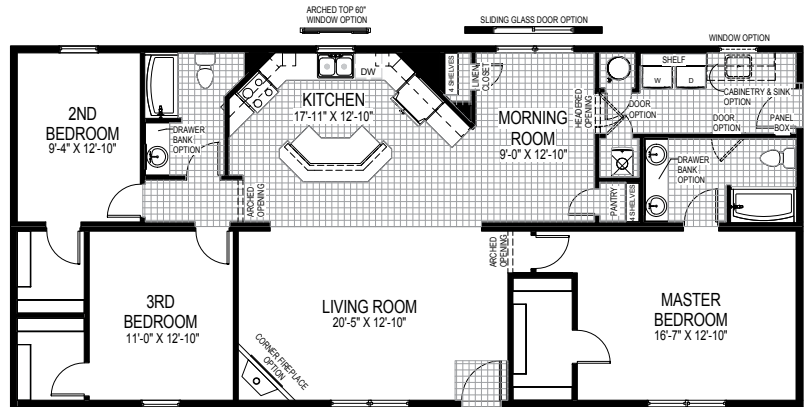 ARCHED TOP 60"
WINDOW OPTION
SLIDING GLASS DOOR OPTION
WINDOW OPTION
2ND
BEDROOM
9'-4" X 12'-10"
DRAWER
BANK
OPTION
DW
KITCHEN
17'-11" X 12'-10"
4 SHELVES
LINEN
CLOSET
MORNING
ROOM
9'-0" X 12'-10"
HEADERED
OPENING
SHELF
W
D
CABINETRY & SINK
OPTION
DOOR
OPTION
DOOR
OPTION
PANEL
BOX
DRAWER
BANK
OPTION
PANTRY
4 SHELVES
ARCHED
OPENING
ARCHED
OPENING
3RD
BEDROOM
11'-0" X 12'-10"
LIVING ROOM
20'-5" X 12'-10"
CORNER FIREPLACE
OPTION
MASTER
BEDROOM
16'-7" X 12'-10"